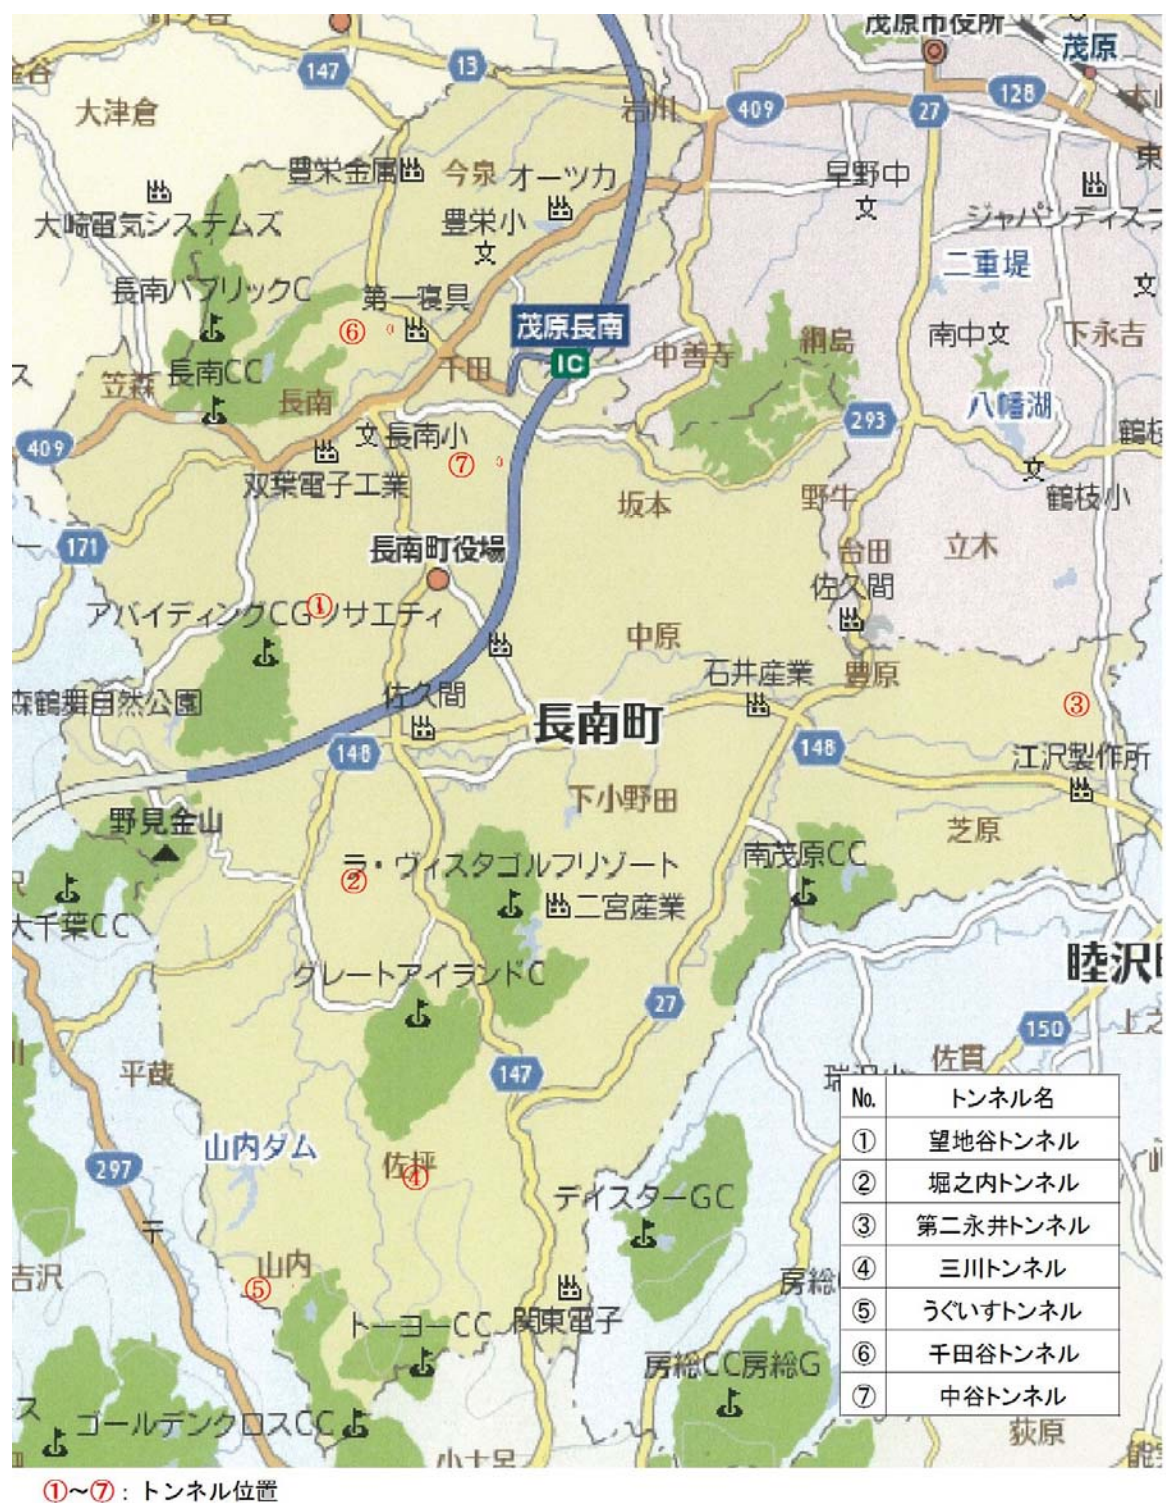 茂原市役所
茂原
147
13
金谷
大津倉
岩川
409
27
128
豊栄金属
今泉
オーツカ
早野中
大崎電気システムズ
豊栄小
ジャパンディスプ
二重堤
長南パブリックC
第一寝具
⑥
茂原長南
IC
中善寺
綱島
南中
下永吉
ス
笠森
長南CC
千田
長南
八幡湖
293
409
長南小
⑦
双葉電子工業
鶴枝
鶴枝小
坂本
野牛
171
長南町役場
台田
立木
佐久間
アバイディングCGソサエティ
①
中原
石井産業
豊原
森鶴舞自然公園
佐久間
③
長南町
148
148
江沢製作所
下小野田
野見金山
芝原
ラ・ヴィスタゴルフリゾート
②
南茂原CC
二宮産業
大千葉CC
睦沢町
グレートアイランドC
27
150
上之
147
佐貫
平蔵
瑞沢小
山内ダム
297
佐坪
④
デイスターGC
山内
⑤
吉沢
房総
トーヨーCC
関東電子
房総CC房総G
ス
ゴールデンクロスCC
荻原
No. トンネル名
① 望地谷トンネル
② 堀之内トンネル
③ 第二永井トンネル
④ 三川トンネル
⑤ うぐいすトンネル
⑥ 千田谷トンネル
⑦ 中谷トンネル
①~⑦：トンネル位置